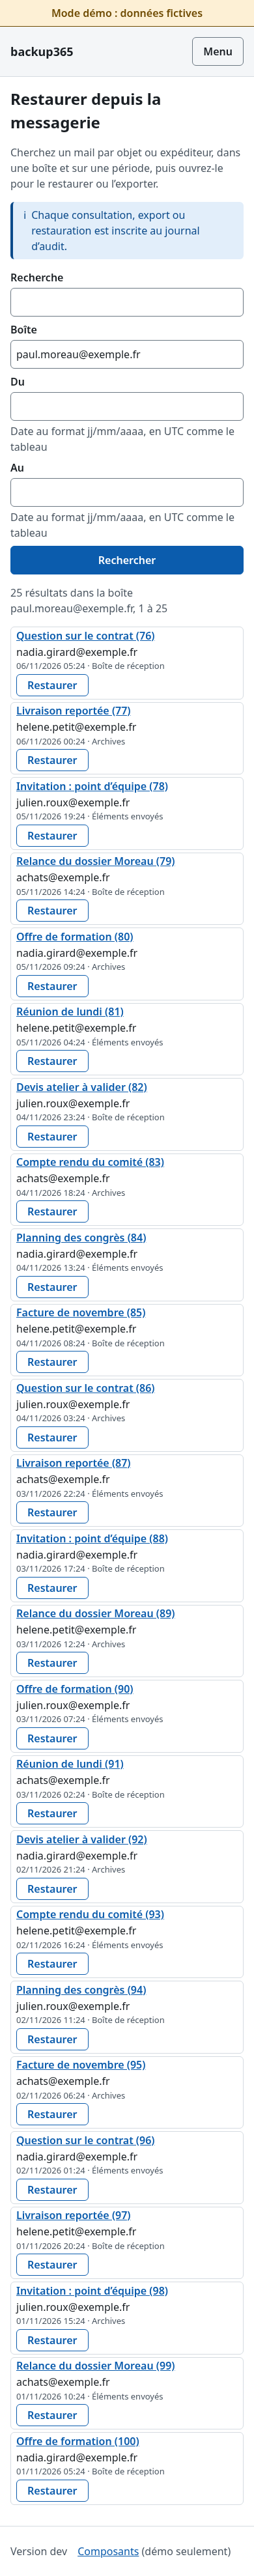 Mode démo : données fictives
backup365
Menu
Restaurer depuis la
messagerie
Cherchez un mail par objet ou expéditeur, dans
une boîte et sur une période, puis ouvrez-le
pour le restaurer ou l’exporter.
i Chaque consultation, export ou
restauration est inscrite au journal
d’audit.
Recherche
Boîte
paul.moreau@exemple.fr
Du
Date au format jj/mm/aaaa, en UTC comme le
tableau
Au
Date au format jj/mm/aaaa, en UTC comme le
tableau
Rechercher
25 résultats dans la boîte
paul.moreau@exemple.fr, 1 à 25
Question sur le contrat (76)
nadia.girard@exemple.fr
06/11/2026 05:24 · Boîte de réception
Restaurer
Livraison reportée (77)
helene.petit@exemple.fr
06/11/2026 00:24 · Archives
Restaurer
Invitation : point d’équipe (78)
julien.roux@exemple.fr
05/11/2026 19:24 · Éléments envoyés
Restaurer
Relance du dossier Moreau (79)
achats@exemple.fr
05/11/2026 14:24 · Boîte de réception
Restaurer
Offre de formation (80)
nadia.girard@exemple.fr
05/11/2026 09:24 · Archives
Restaurer
Réunion de lundi (81)
helene.petit@exemple.fr
05/11/2026 04:24 · Éléments envoyés
Restaurer
Devis atelier à valider (82)
julien.roux@exemple.fr
04/11/2026 23:24 · Boîte de réception
Restaurer
Compte rendu du comité (83)
achats@exemple.fr
04/11/2026 18:24 · Archives
Restaurer
Planning des congrès (84)
nadia.girard@exemple.fr
04/11/2026 13:24 · Éléments envoyés
Restaurer
Facture de novembre (85)
helene.petit@exemple.fr
04/11/2026 08:24 · Boîte de réception
Restaurer
Question sur le contrat (86)
julien.roux@exemple.fr
04/11/2026 03:24 · Archives
Restaurer
Livraison reportée (87)
achats@exemple.fr
03/11/2026 22:24 · Éléments envoyés
Restaurer
Invitation : point d’équipe (88)
nadia.girard@exemple.fr
03/11/2026 17:24 · Boîte de réception
Restaurer
Relance du dossier Moreau (89)
helene.petit@exemple.fr
03/11/2026 12:24 · Archives
Restaurer
Offre de formation (90)
julien.roux@exemple.fr
03/11/2026 07:24 · Éléments envoyés
Restaurer
Réunion de lundi (91)
achats@exemple.fr
03/11/2026 02:24 · Boîte de réception
Restaurer
Devis atelier à valider (92)
nadia.girard@exemple.fr
02/11/2026 21:24 · Archives
Restaurer
Compte rendu du comité (93)
helene.petit@exemple.fr
02/11/2026 16:24 · Éléments envoyés
Restaurer
Planning des congrès (94)
julien.roux@exemple.fr
02/11/2026 11:24 · Boîte de réception
Restaurer
Facture de novembre (95)
achats@exemple.fr
02/11/2026 06:24 · Archives
Restaurer
Question sur le contrat (96)
nadia.girard@exemple.fr
02/11/2026 01:24 · Éléments envoyés
Restaurer
Livraison reportée (97)
helene.petit@exemple.fr
01/11/2026 20:24 · Boîte de réception
Restaurer
Invitation : point d’équipe (98)
julien.roux@exemple.fr
01/11/2026 15:24 · Archives
Restaurer
Relance du dossier Moreau (99)
achats@exemple.fr
01/11/2026 10:24 · Éléments envoyés
Restaurer
Offre de formation (100)
nadia.girard@exemple.fr
01/11/2026 05:24 · Boîte de réception
Restaurer
Version dev Composants (démo seulement)